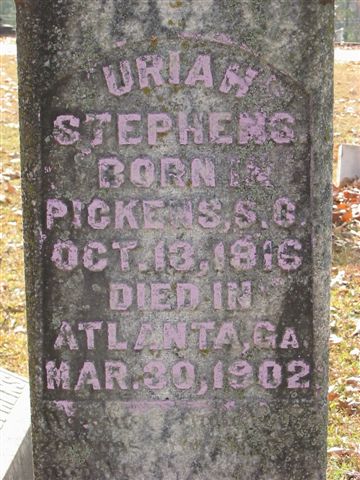 URIAH
STEPHENS
BORN IN
PICKENS, S.C.
OCT. 13, 1816
DIED IN
ATLANTA, GA
MAR. 30, 1902.